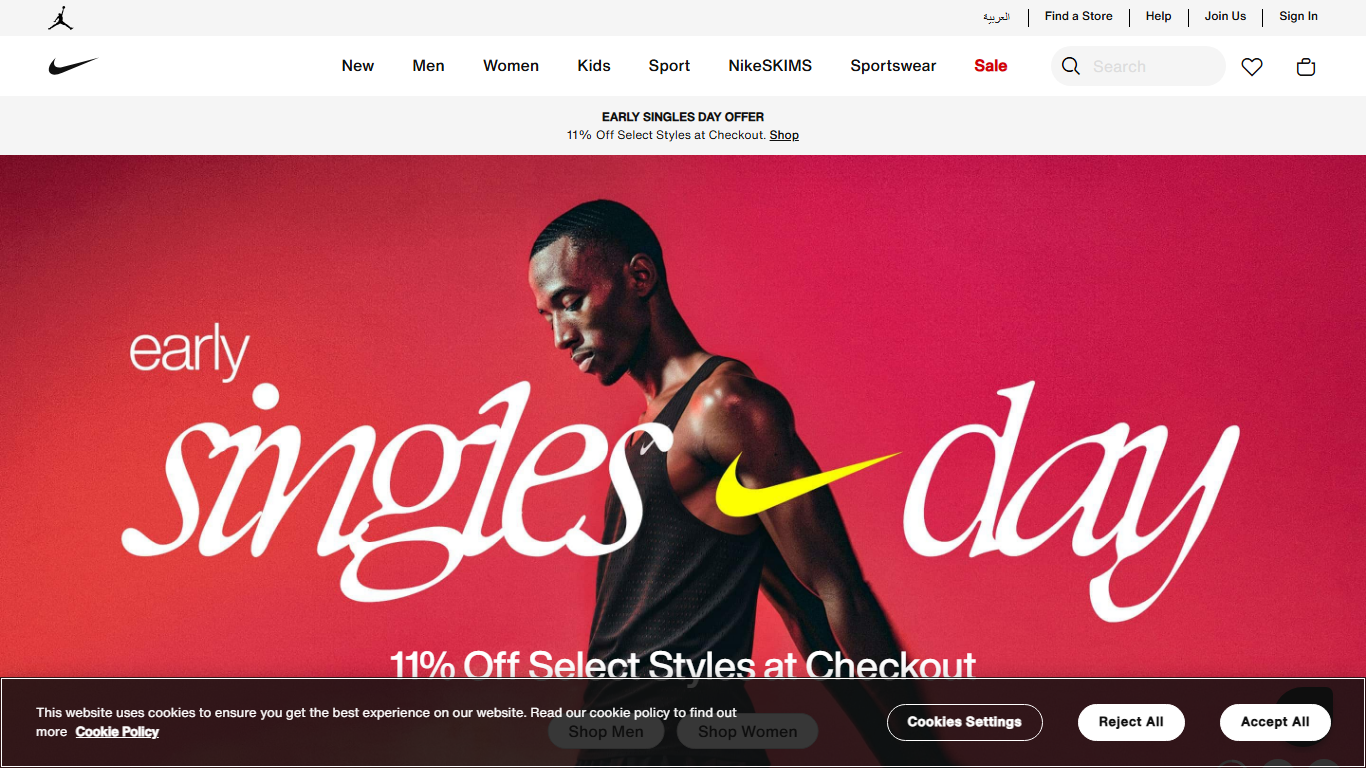 العربية
Find a Store
Help
Join Us
Sign In
New
Men
Women
Kids
Sport
NikeSKIMS
Sportswear
Sale
Search
EARLY SINGLES DAY OFFER
11% Off Select Styles at Checkout. Shop
early
singles day
11% Off Select Styles at Checkout
This website uses cookies to ensure you get the best experience on our website. Read our cookie policy to find out
more Cookie Policy
Shop Men
Shop Women
Cookies Settings
Reject All
Accept All